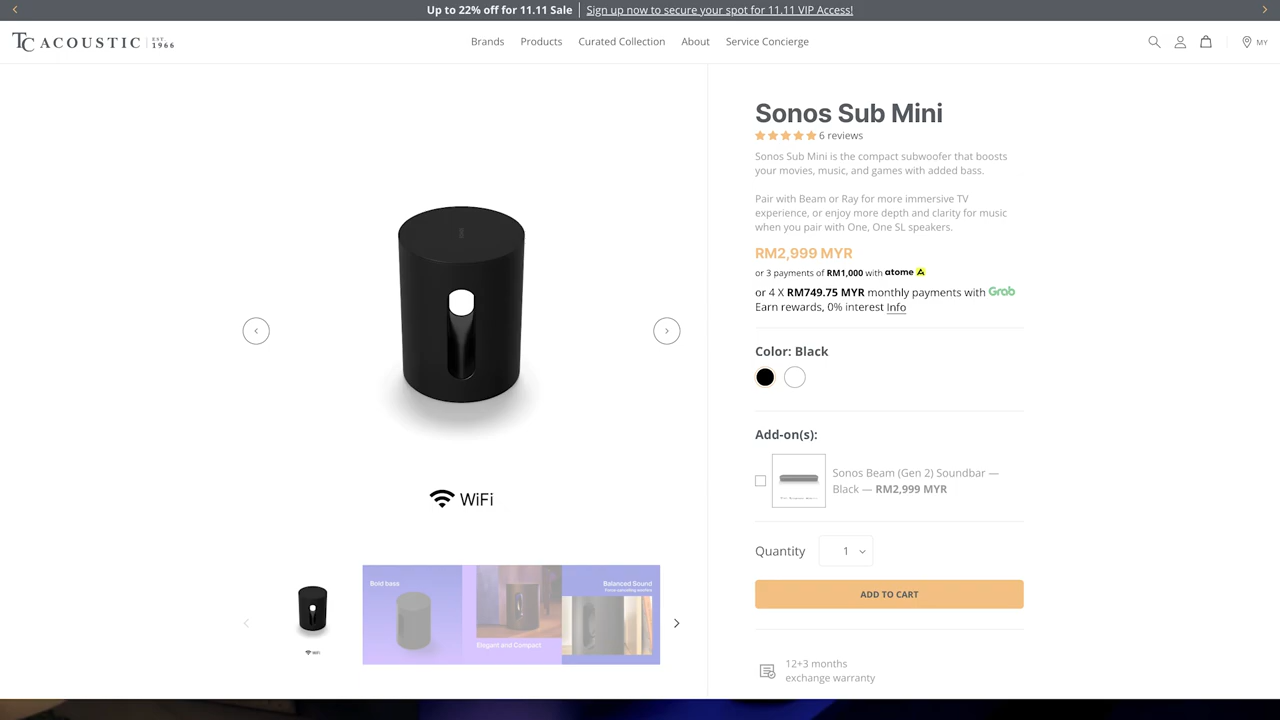 Up to 22% off for 11.11 Sale | Sign up now to secure your spot for 11.11 VIP Access!
TC ACOUSTIC EST. 1966
Brands Products Curated Collection About Service Concierge
MY
Sonos Sub Mini
6 reviews
Sonos Sub Mini is the compact subwoofer that boosts
your movies, music, and games with added bass.
Pair with Beam or Ray for more immersive TV
experience, or enjoy more depth and clarity for music
when you pair with One, One SL speakers.
RM2,999 MYR
or 3 payments of RM1,000 with atome
or 4 X RM749.75 MYR monthly payments with Grab
Earn rewards, 0% interest Info
Color: Black
Add-on(s):
Sonos Beam (Gen 2) Soundbar —
Black — RM2,999 MYR
Quantity 1
ADD TO CART
12+3 months
exchange warranty
WiFi
WiFi
Bold bass
Elegant and Compact
Balanced Sound
Force-cancelling woofers